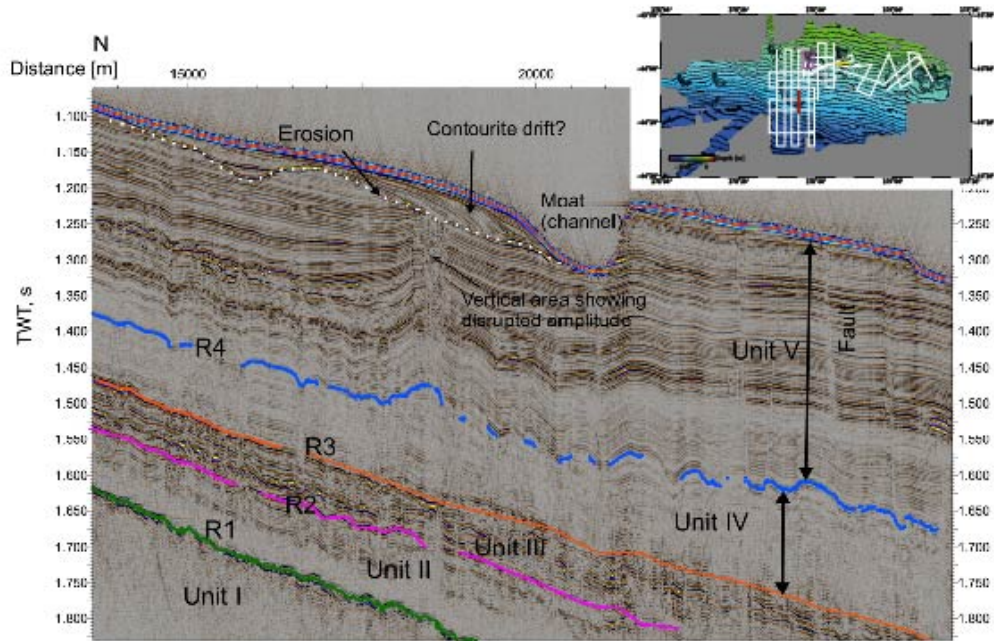 N
Distance [m]
15000
20000
Erosion
Contourite drift?
Moat
(channel)
Vertical area showing
disrupted amplitude
TWT, s
1.100
1.150
1.200
1.250
1.300
1.350
1.400
1.450
1.500
1.550
1.600
1.650
1.700
1.750
1.800
R4
R3
R2
R1
Unit V
Fault
Unit IV
Unit III
Unit II
Unit I
1.250
1.300
1.350
1.400
1.450
1.500
1.550
1.600
1.650
1.700
1.750
1.800